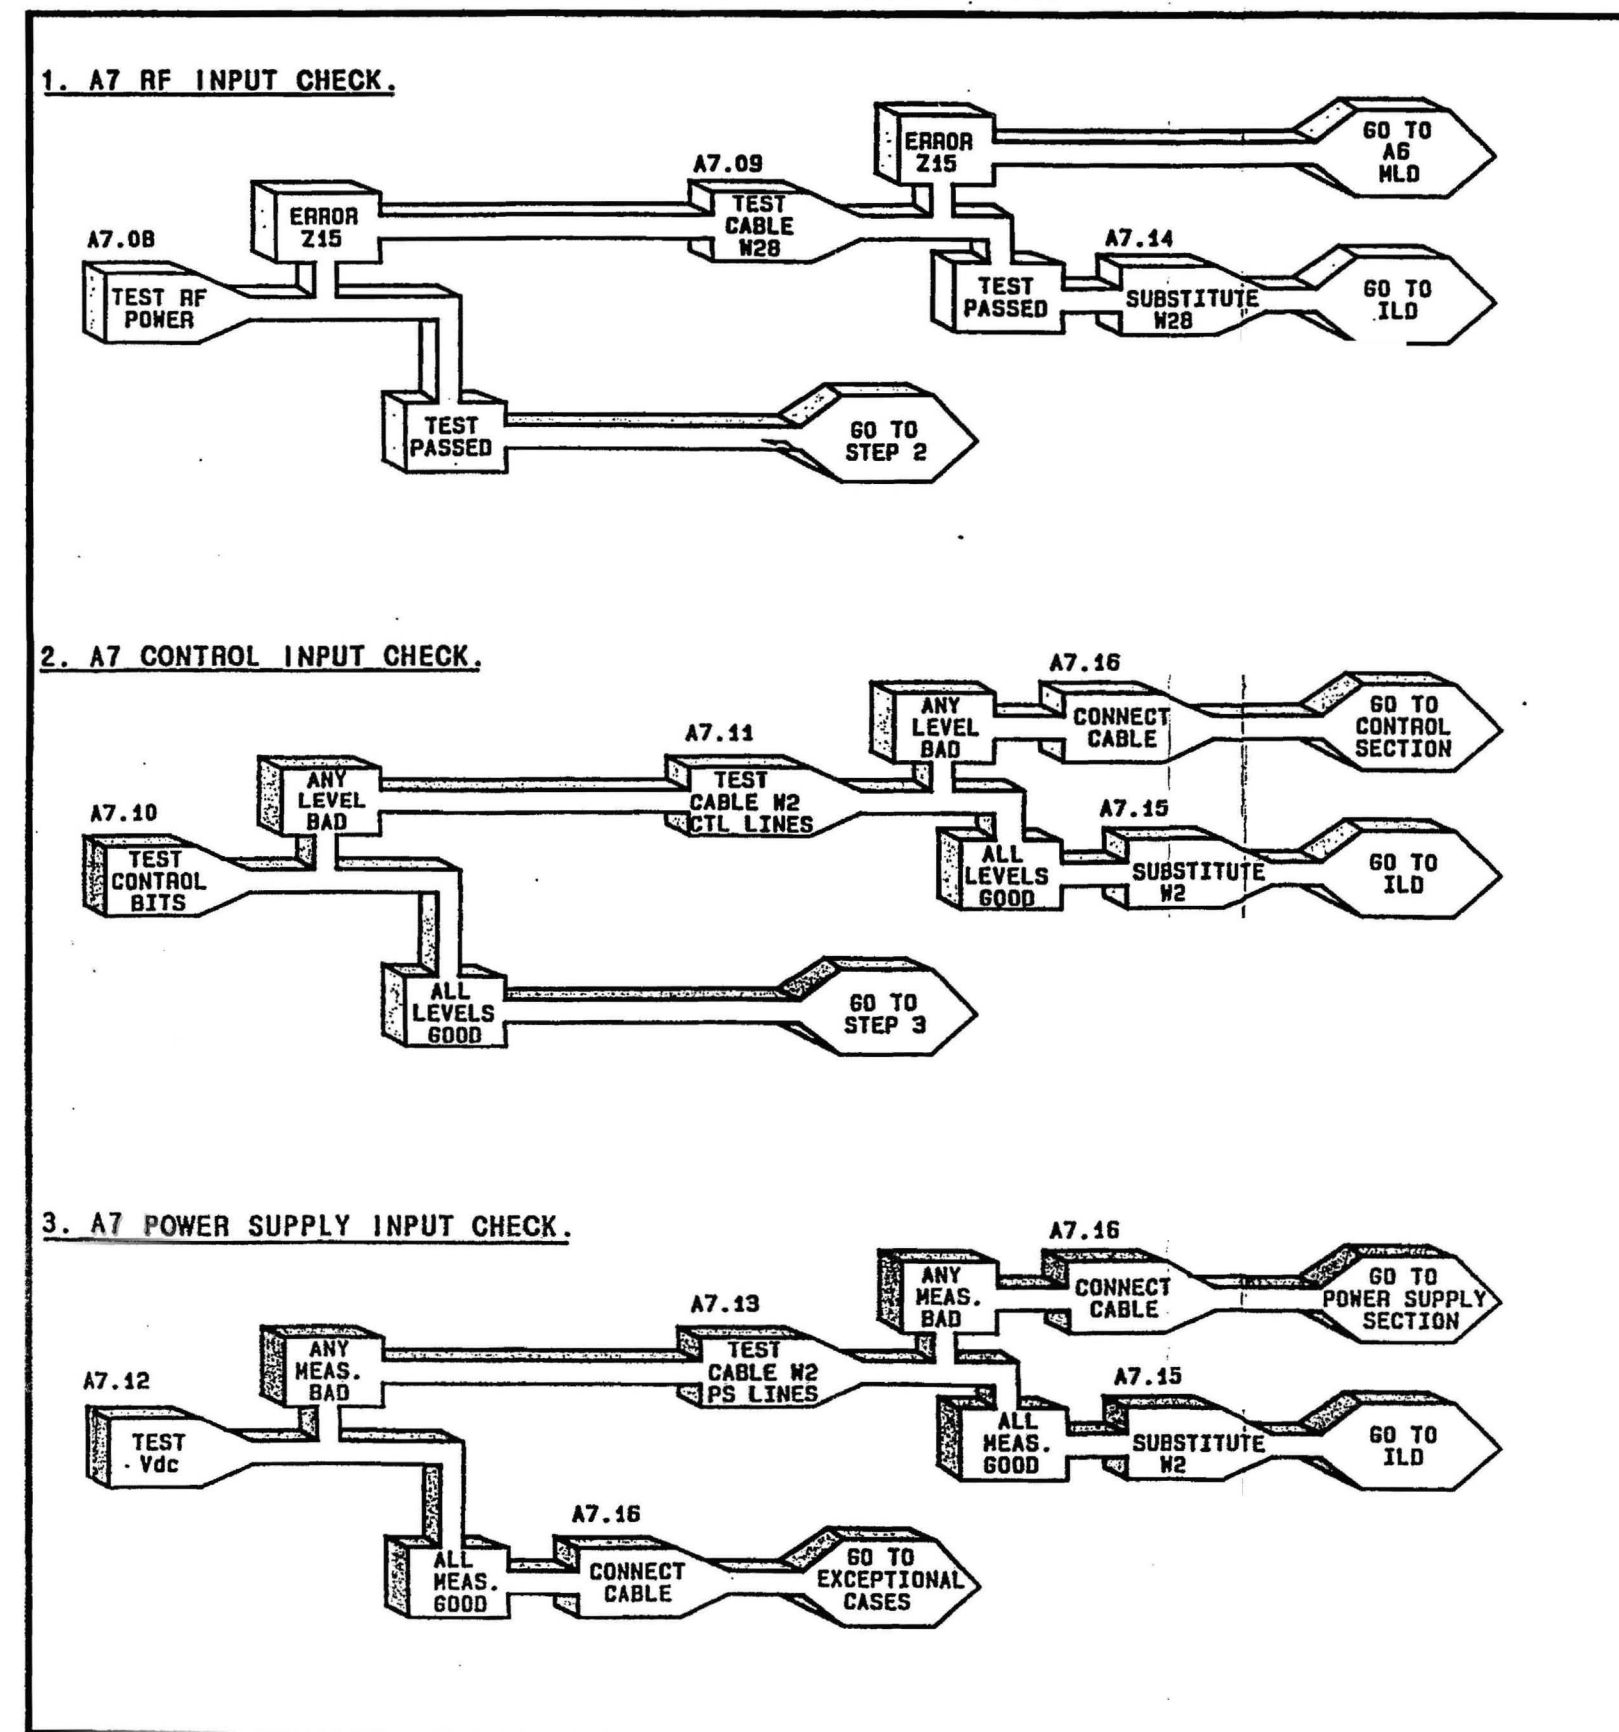 1. A7 RF INPUT CHECK.
ERROR
Z15
GO TO
A6
MLD
A7.09
TEST
CABLE
W28
ERROR
Z15
A7.08
TEST RF
POWER
TEST
PASSED
A7.14
SUBSTITUTE
W28
GO TO
ILD
TEST
PASSED
GO TO
STEP 2
2. A7 CONTROL INPUT CHECK.
ANY
LEVEL
BAD
A7.16
CONNECT
CABLE
GO TO
CONTROL
SECTION
A7.11
TEST
CABLE W2
CTL LINES
ANY
LEVEL
BAD
A7.10
TEST
CONTROL
BITS
ALL
LEVELS
GOOD
A7.15
SUBSTITUTE
W2
GO TO
ILD
ALL
LEVELS
GOOD
GO TO
STEP 3
3. A7 POWER SUPPLY INPUT CHECK.
ANY
MEAS.
BAD
A7.16
CONNECT
CABLE
GO TO
POWER SUPPLY
SECTION
A7.13
TEST
CABLE W2
PS LINES
ANY
MEAS.
BAD
A7.12
TEST
Vdc
ALL
MEAS.
GOOD
A7.15
SUBSTITUTE
W2
GO TO
ILD
ALL
MEAS.
GOOD
A7.16
CONNECT
CABLE
GO TO
EXCEPTIONAL
CASES